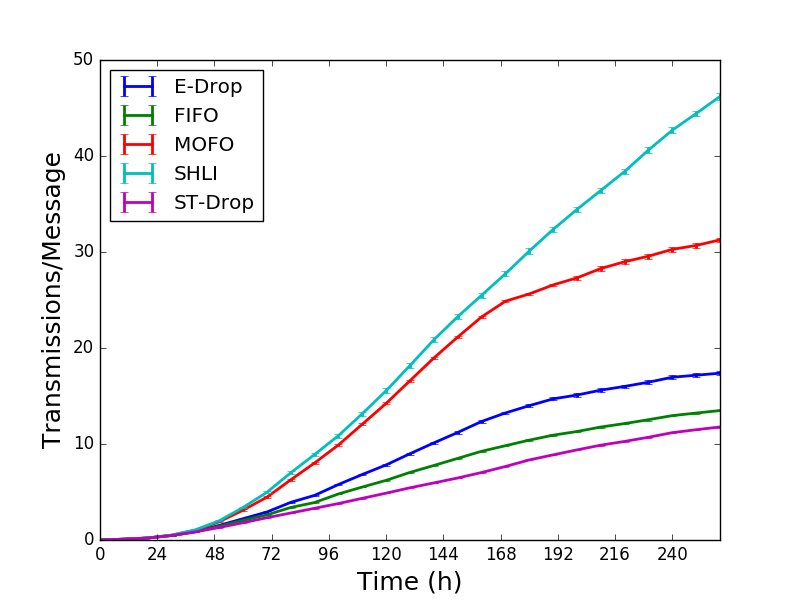 50
40
30
20
10
0
Transmissions/Message
E-Drop
FIFO
MOFO
SHLI
ST-Drop
0 24 48 72 96 120 144 168 192 216 240
Time (h)